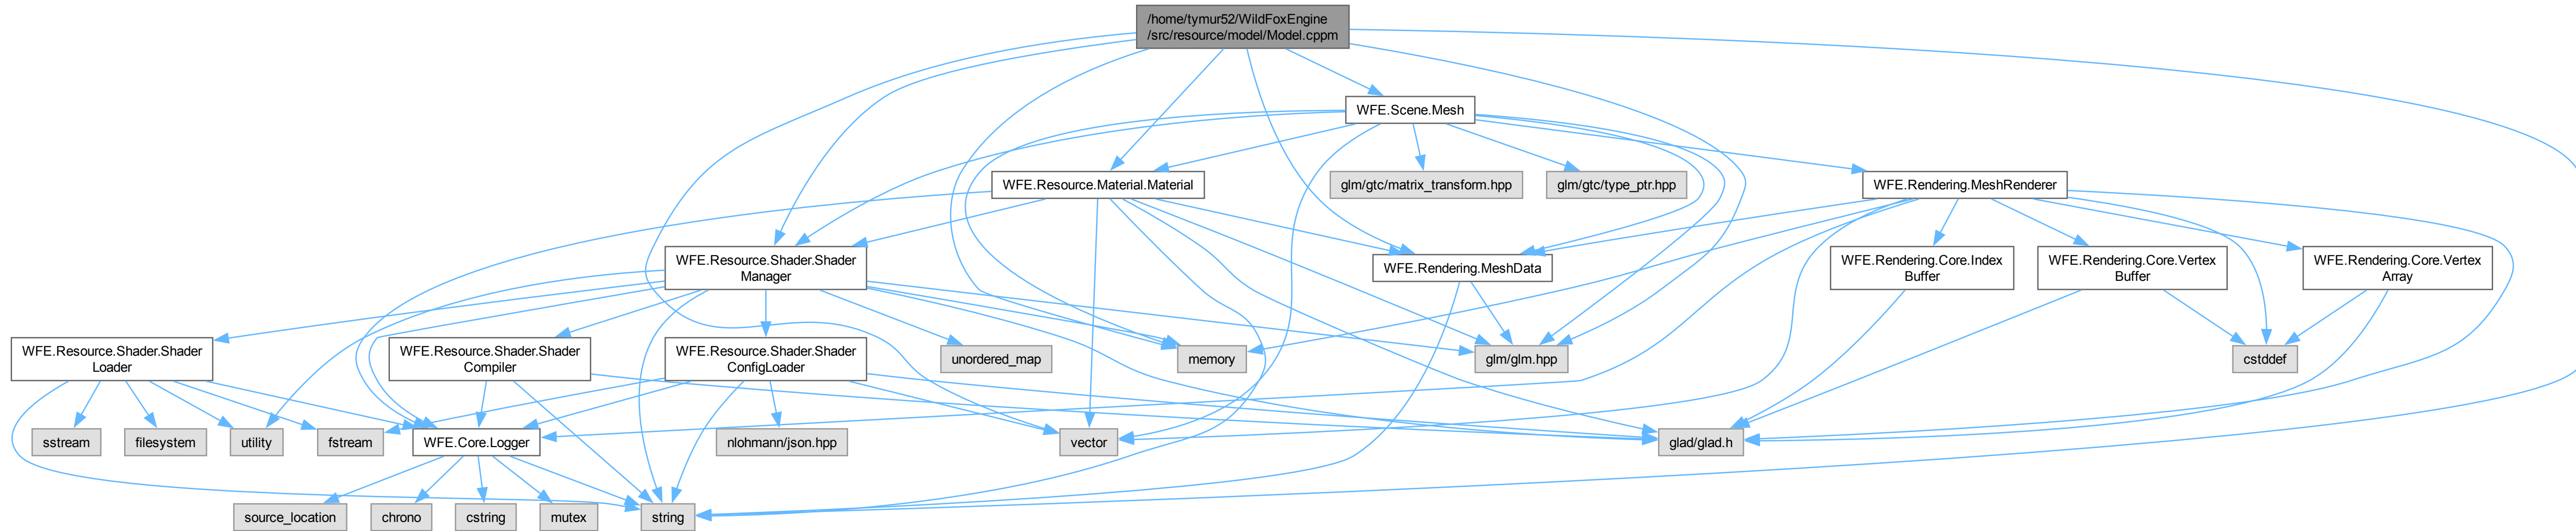 /home/tymur52/WildFoxEngine
/src/resource/model/Model.cppm
WFE.Scene.Mesh
WFE.Resource.Material.Material
glm/gtc/matrix_transform.hpp
glm/gtc/type_ptr.hpp
WFE.Rendering.MeshRenderer
WFE.Resource.Shader.Shader
Manager
WFE.Rendering.MeshData
WFE.Rendering.Core.Index
Buffer
WFE.Rendering.Core.Vertex
Buffer
WFE.Rendering.Core.Vertex
Array
WFE.Resource.Shader.Shader
Loader
WFE.Resource.Shader.Shader
Compiler
WFE.Resource.Shader.Shader
ConfigLoader
unordered_map
memory
glm/glm.hpp
cstddef
sstream
filesystem
utility
fstream
WFE.Core.Logger
nlohmann/json.hpp
vector
glad/glad.h
source_location
chrono
cstring
mutex
string